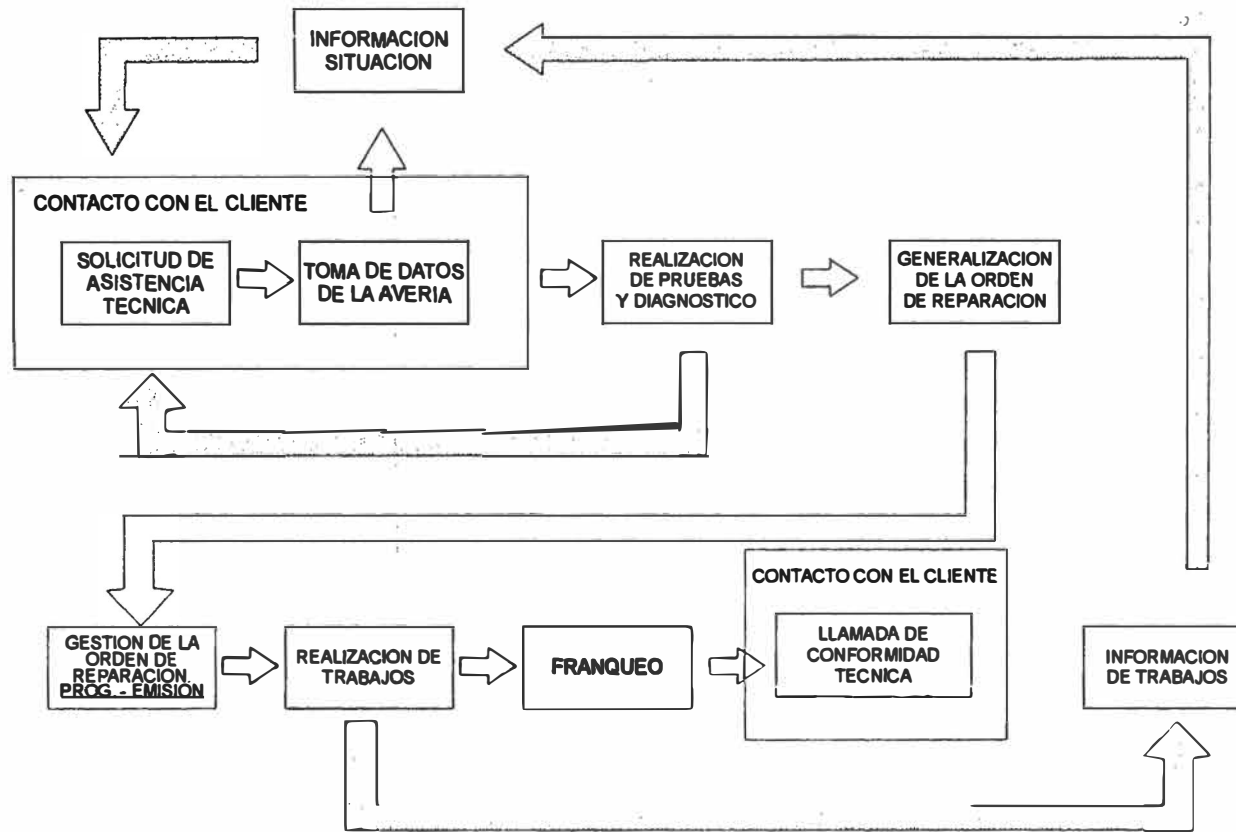 INFORMACION
SITUACION
CONTACTO CON EL CLIENTE
SOLICITUD DE
ASISTENCIA
TECNICA
TOMA DE DATOS
DE LA AVERIA
REALIZACION
DE PRUEBAS
Y DIAGNOSTICO
GENERALIZACION
DE LA ORDEN
DE REPARACION
CONTACTO CON EL CLIENTE
GESTION DE LA
ORDEN DE
REPARACION.
PROG. - EMISIÓN
REALIZACION DE
TRABAJOS
FRANQUEO
LLAMADA DE
CONFORMIDAD
TECNICA
INFORMACION
DE TRABAJOS